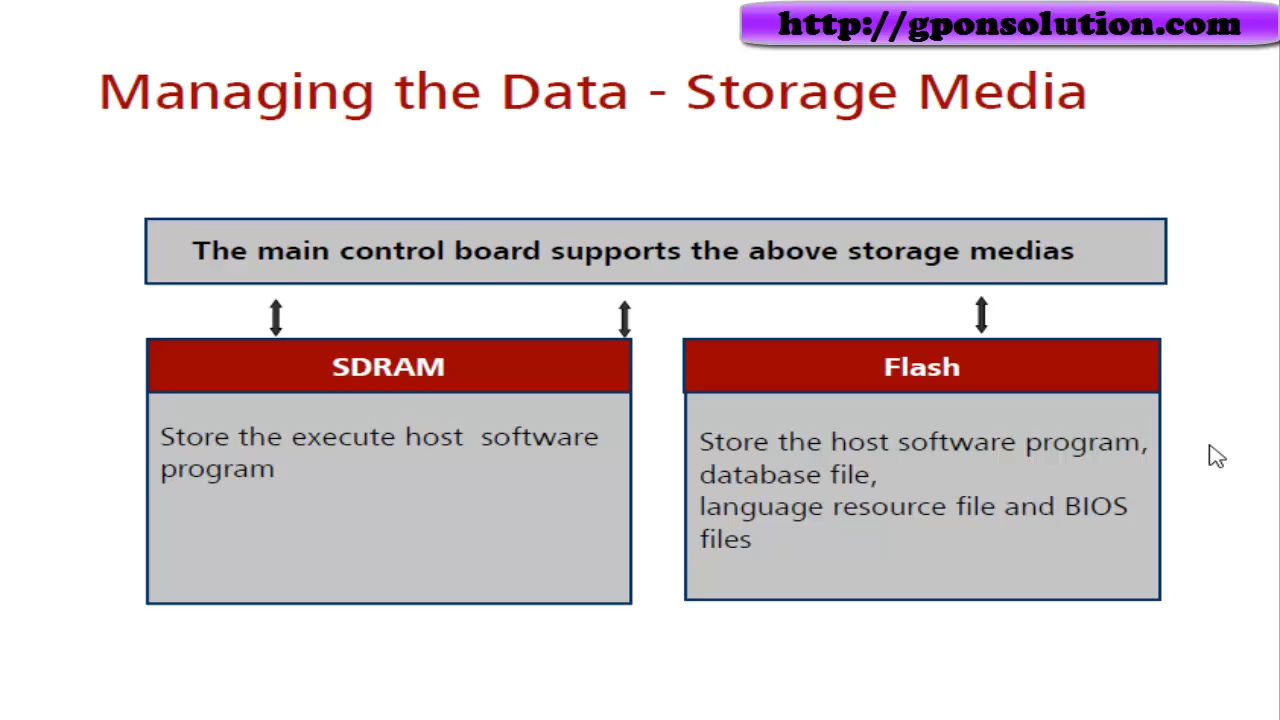 http://gponsolution.com
Managing the Data - Storage Media
The main control board supports the above storage medias
SDRAM
Store the execute host software
program
Flash
Store the host software program,
database file,
language resource file and BIOS
files